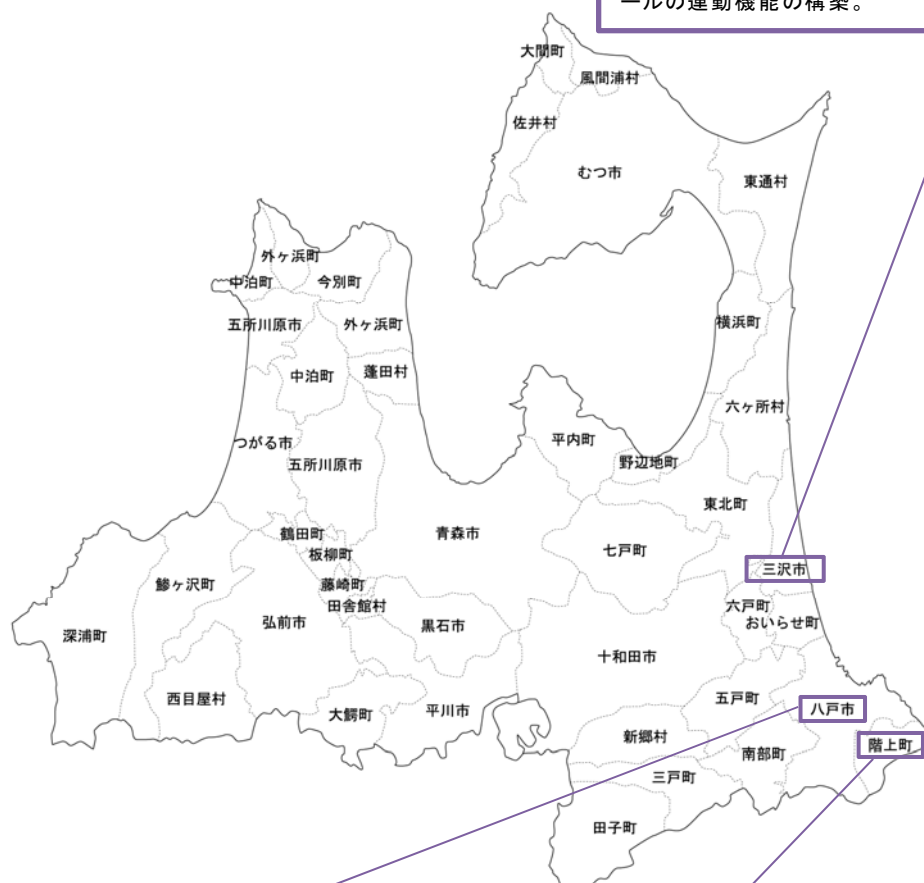 ールの運動機能の構築。
大間町
風間浦村
佐井村
むつ市
東通村
外ヶ浜町
中泊町
今別町
五所川原市
外ヶ浜町
横浜町
中泊町
蓬田村
六ヶ所村
つがる市
平内町
五所川原市
野辺地町
東北町
青森市
鶴田町
七戸町
板柳町
三沢市
鰺ヶ沢町
藤崎町
田舎館村
六戸町
弘前市
黒石市
おいらせ町
深浦町
十和田市
西目屋村
五戸町
大鰐町
平川市
八戸市
新郷村
階上町
南部町
三戸町
田子町